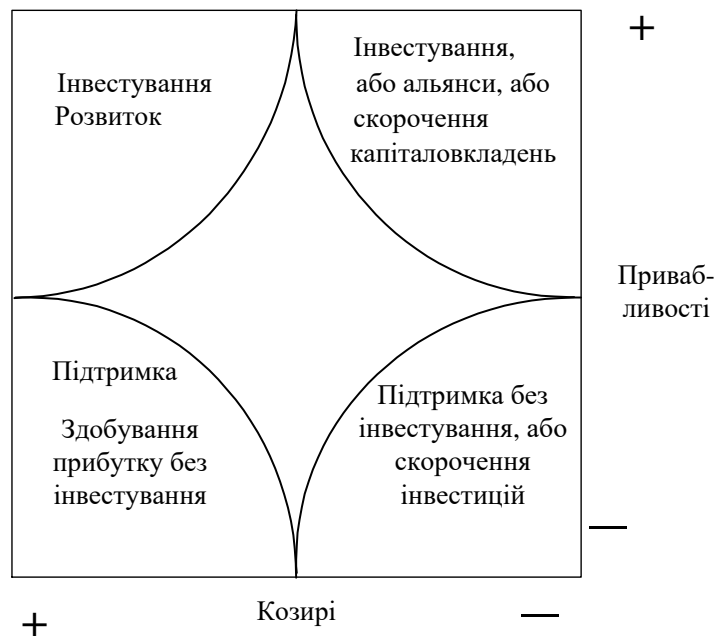 Інвестування
Розвиток
Інвестування,
або альянси, або
скорочення
капіталовкладень
+
Приваб-
ливості
Підтримка
Здобування
прибутку без
інвестування
Підтримка без
інвестування, або
скорочення
інвестицій
—
+
Козирі
—